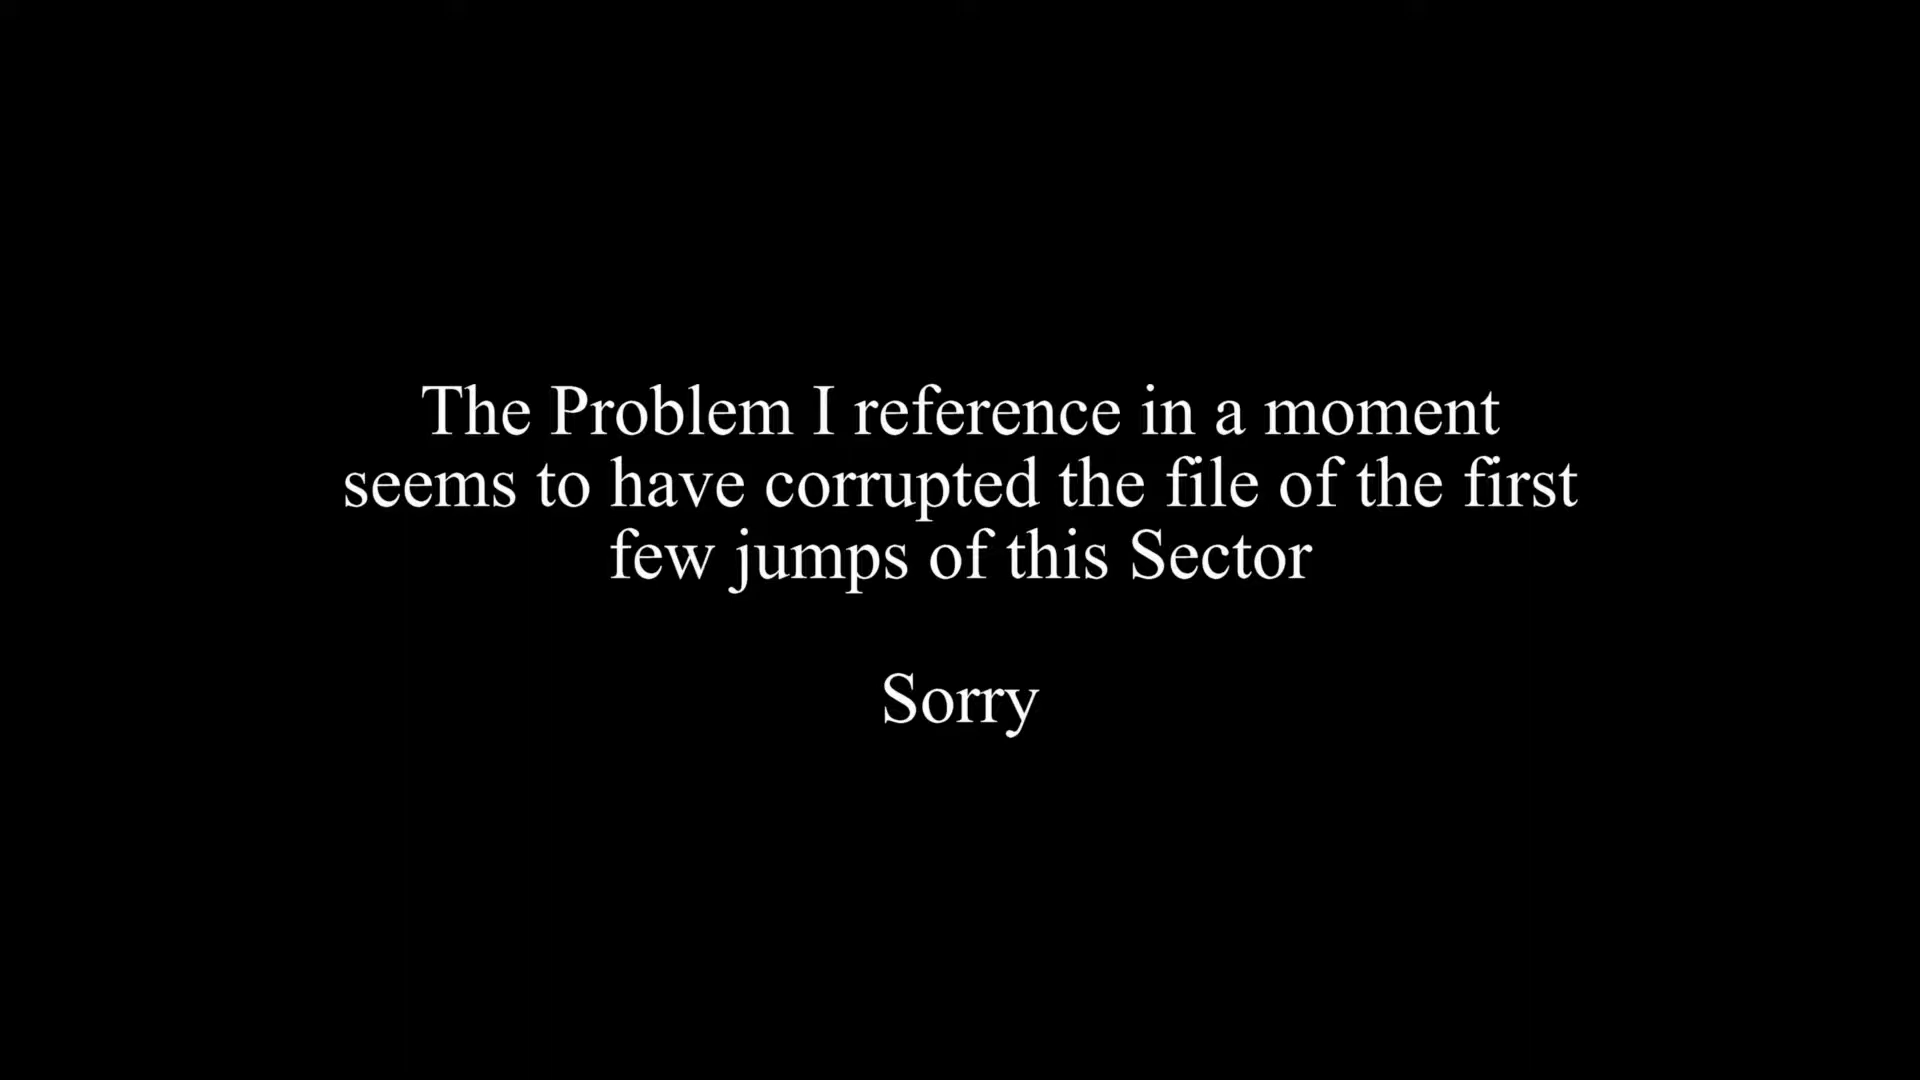 The Problem I reference in a moment
seems to have corrupted the file of the first
few jumps of this Sector
Sorry